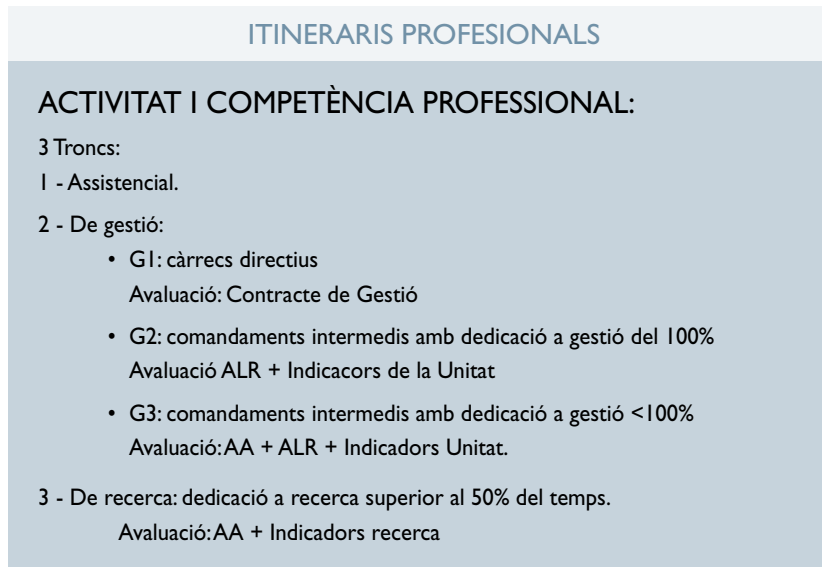 ITINERARIS PROFESIONALS
ACTIVITAT I COMPETÈNCIA PROFESSIONAL:
3 Troncs:
1 - Assistencial.
2 - De gestió:
• G1: càrrecs directius
Avaluació: Contracte de Gestió
• G2: comandaments intermedis amb dedicació a gestió del 100%
Avaluació ALR + Indicacors de la Unitat
• G3: comandaments intermedis amb dedicació a gestió <100%
Avaluació: AA + ALR + Indicadors Unitat.
3 - De recerca: dedicació a recerca superior al 50% del temps.
Avaluació: AA + Indicadors recerca